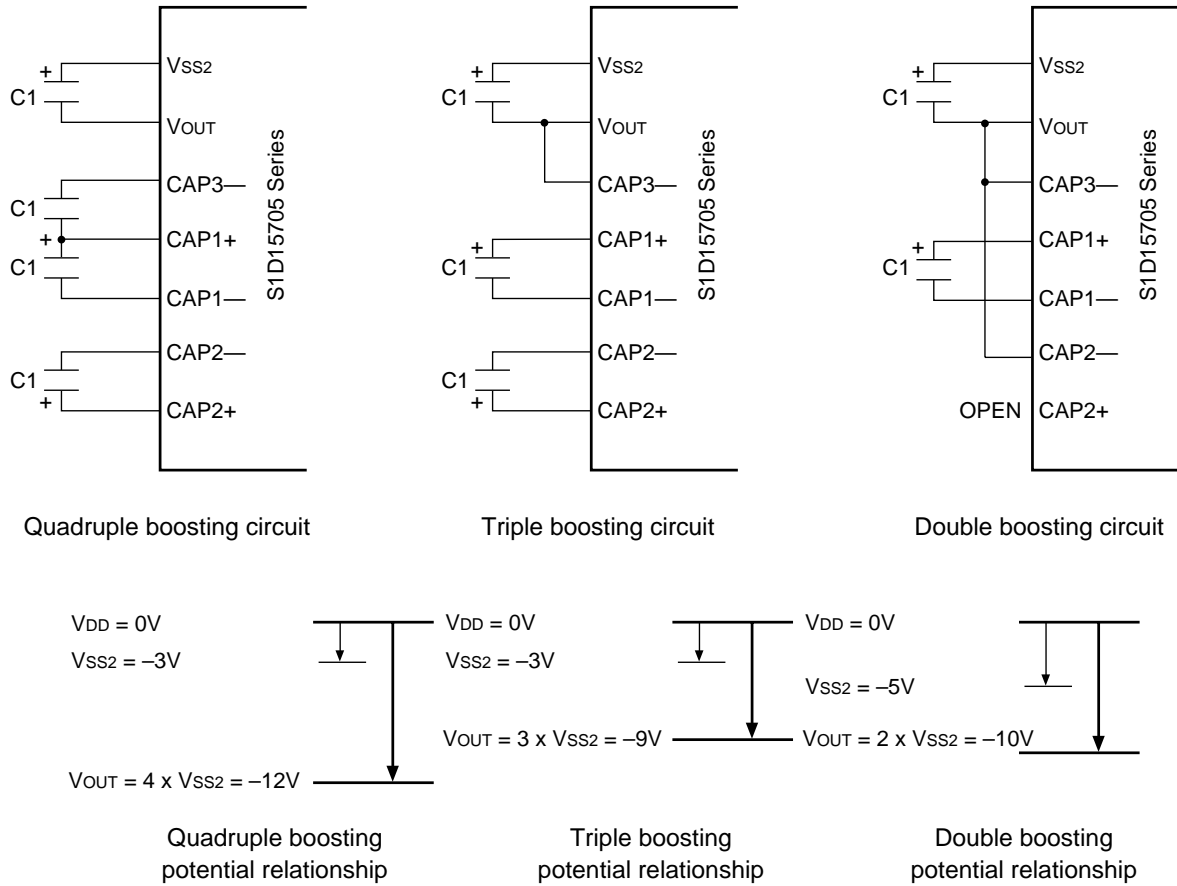 +
C1
VSS2
VOUT
C1
CAP3—
+
CAP1+
C1
CAP1—
C1
CAP2—
+
CAP2+
S1D15705 Series
Quadruple boosting circuit
+
C1
VSS2
VOUT
CAP3—
+
CAP1+
C1
CAP1—
C1
CAP2—
+
CAP2+
S1D15705 Series
Triple boosting circuit
+
C1
VSS2
VOUT
CAP3—
+
CAP1+
C1
CAP1—
CAP2—
OPEN CAP2+
S1D15705 Series
Double boosting circuit
VDD = 0V
VSS2 = –3V
VOUT = 4 x VSS2 = –12V
Quadruple boosting
potential relationship
VDD = 0V
VSS2 = –3V
VOUT = 3 x VSS2 = –9V
Triple boosting
potential relationship
VDD = 0V
VSS2 = –5V
VOUT = 2 x VSS2 = –10V
Double boosting
potential relationship